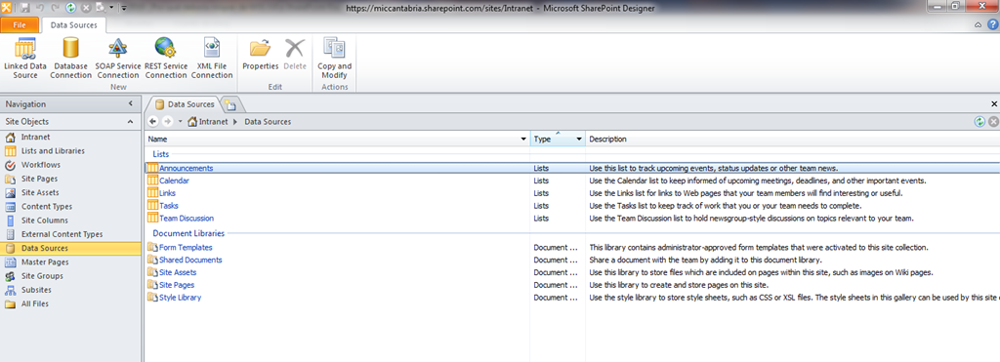 https://miccantabria.sharepoint.com/sites/Intranet - Microsoft SharePoint Designer
File
Data Sources
Linked Data Source
Database Connection
SOAP Service Connection
REST Service Connection
XML File Connection
Properties
Delete
Copy and Modify
New
Edit
Actions
Navigation
Data Sources
Site Objects
Intranet
Data Sources
Intranet
Lists and Libraries
Workflows
Site Pages
Site Assets
Content Types
Site Columns
External Content Types
Data Sources
Master Pages
Site Groups
Subsites
All Files
Name Type Description
Lists
Announcements Lists Use this list to track upcoming events, status updates or other team news.
Calendar Lists Use the Calendar list to keep informed of upcoming meetings, deadlines, and other important events.
Links Lists Use the Links list for links to Web pages that your team members will find interesting or useful.
Tasks Lists Use the Tasks list to keep track of work that you or your team needs to complete.
Team Discussion Lists Use the Team Discussion list to hold newsgroup-style discussions on topics relevant to your team.
Document Libraries
Form Templates Document ... This library contains administrator-approved form templates that were activated to this site collection.
Shared Documents Document ... Share a document with the team by adding it to this document library.
Site Assets Document ... Use this library to store files which are included on pages within this site, such as images on Wiki pages.
Site Pages Document ... Use this library to create and store pages on this site.
Style Library Document ... Use the style library to store style sheets, such as CSS or XSL files. The style sheets in this gallery can be used by this site